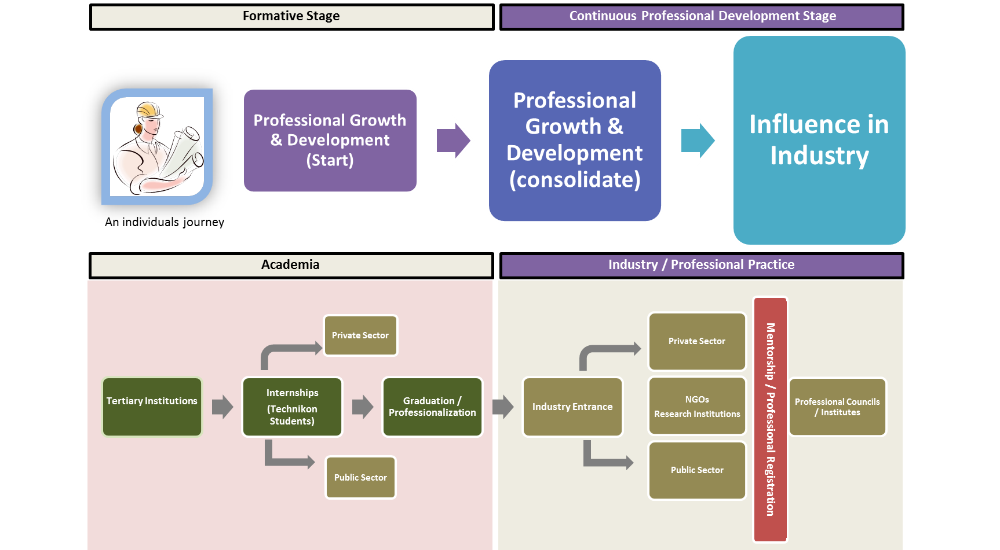 Formative Stage
Continuous Professional Development Stage
Professional Growth
& Development
(Start)
Professional
Growth &
Development
(consolidate)
Influence in
Industry
An individuals journey
Academia
Industry / Professional Practice
Tertiary Institutions
Internships
(Technikon
Students)
Private Sector
Public Sector
Graduation /
Professionalization
Industry Entrance
Private Sector
NGOs
Research Institutions
Public Sector
Mentorship / Professional Registration
Professional Councils
/ Institutes